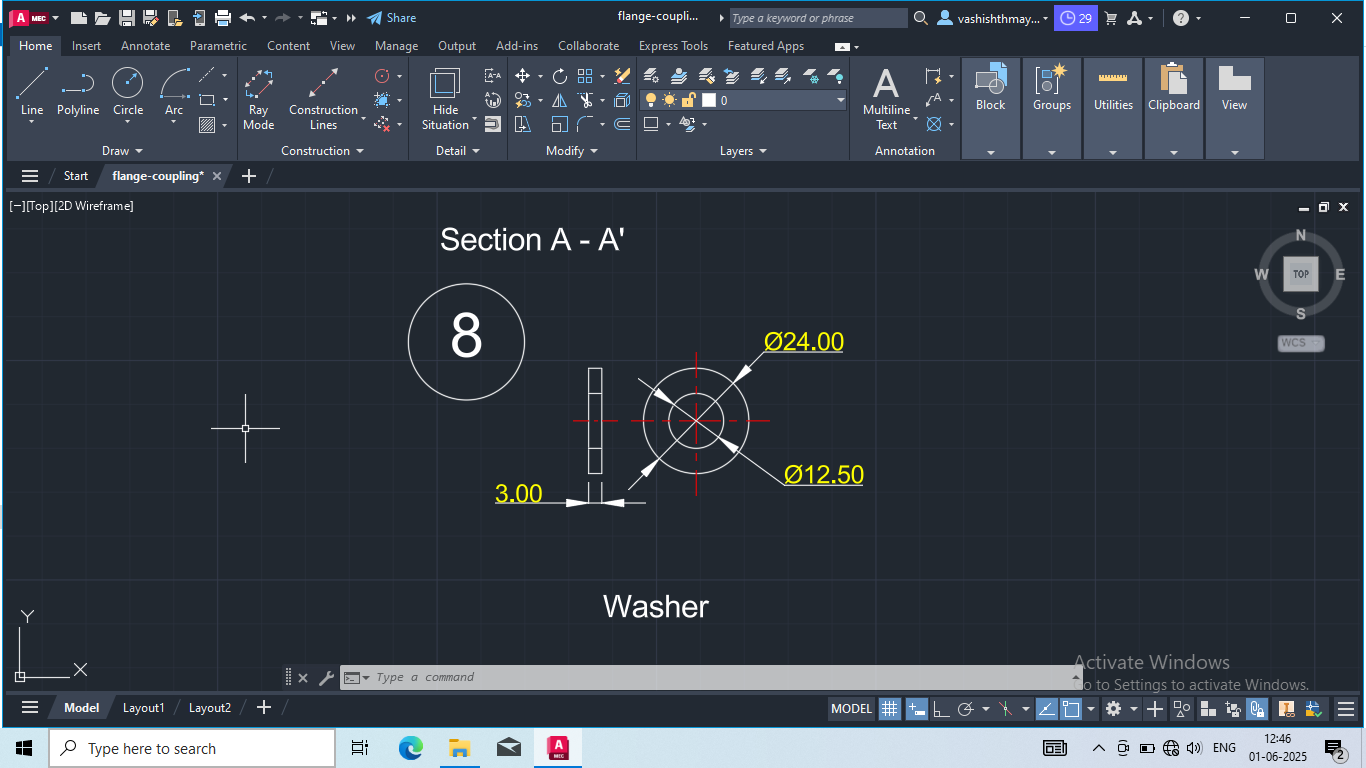 A MEC
Share
flange-coupli...
Type a keyword or phrase
vashishthmay...
29
?
Home Insert Annotate Parametric Content View Manage Output Add-ins Collaborate Express Tools Featured Apps
Line
Polyline
Circle
Arc
Ray
Mode
Construction
Lines
Hide
Situation
0
A
Multiline
Text
Block
Groups
Utilities
Clipboard
View
Draw
Construction
Detail
Modify
Layers
Annotation
Start
flange-coupling*
[−][Top][2D Wireframe]
Section A - A'
N
W
TOP
E
S
WCS
8
Ø24.00
Ø12.50
3.00
Washer
Y
X
Type a command
Activate Windows
Go to Settings to activate Windows.
Model
Layout1
Layout2
MODEL
Type here to search
A MEC
ENG
12:46
01-06-2025
2